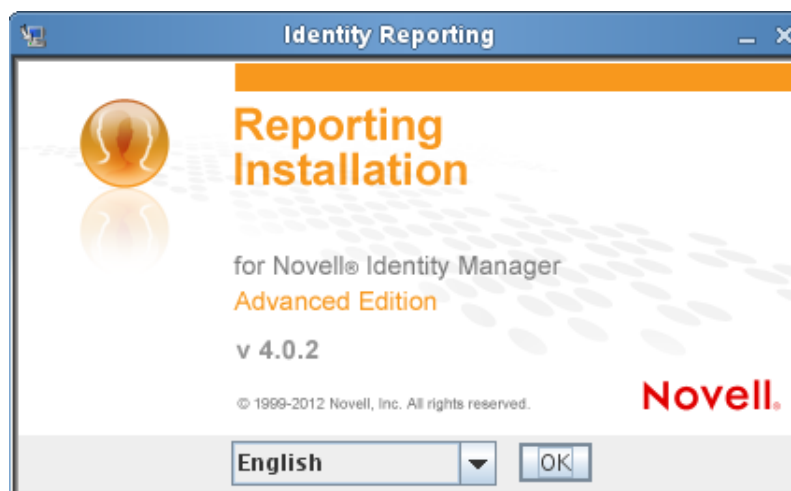 Identity Reporting
Reporting
Installation
for Novell® Identity Manager
Advanced Edition
v 4.0.2
© 1999-2012 Novell, Inc. All rights reserved.
Novell®
English
OK